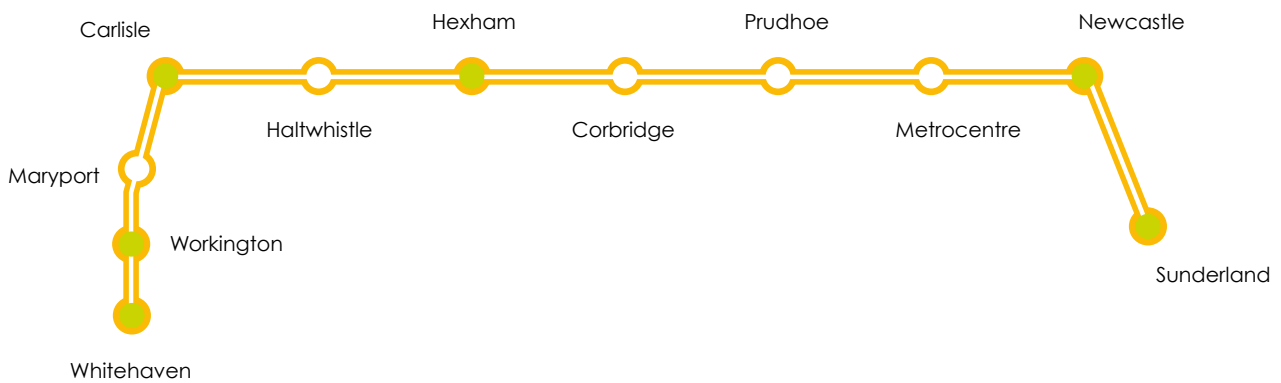 Carlisle
Hexham
Prudhoe
Newcastle
Haltwhistle
Corbridge
Metrocentre
Maryport
Workington
Sunderland
Whitehaven